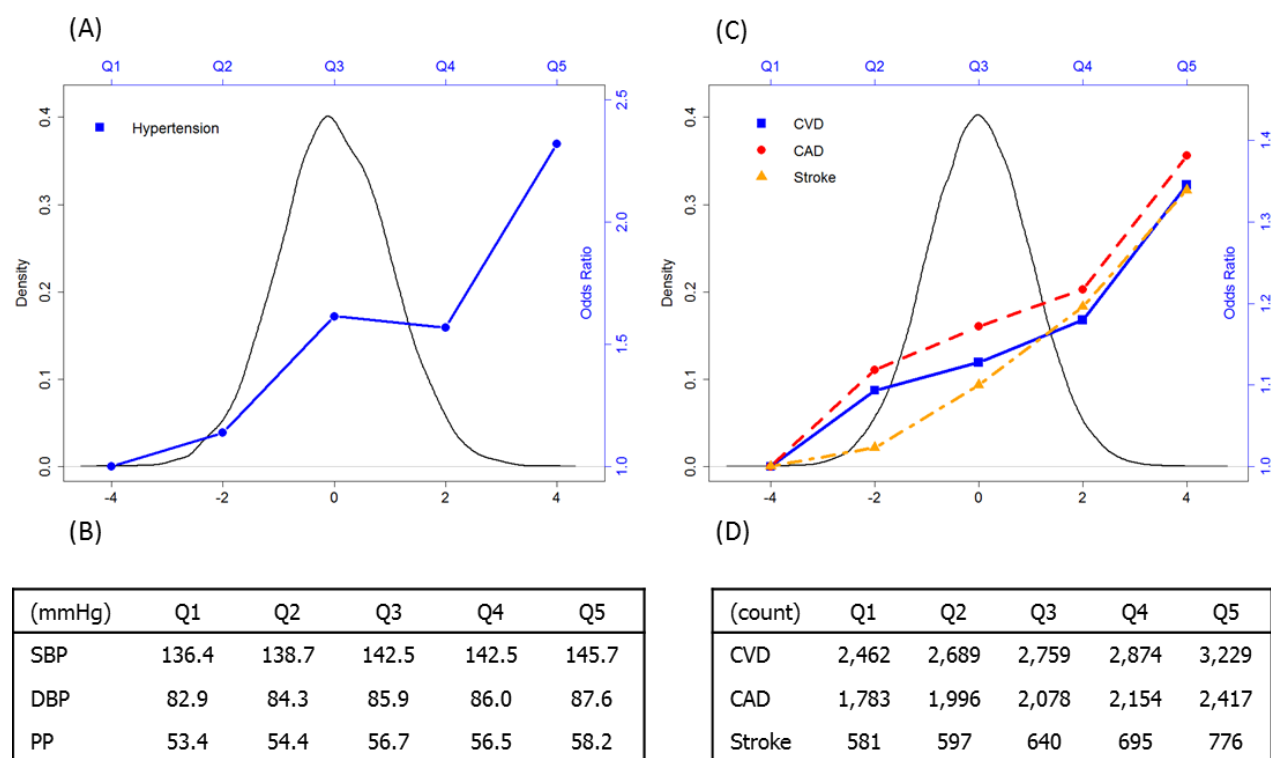 (A)
Q1 Q2 Q3 Q4 Q5
Hypertension
Density
0.0 0.1 0.2 0.3 0.4
Odds Ratio
1.0 1.5 2.0 2.5
-4 -2 0 2 4
(B)
(mmHg) Q1 Q2 Q3 Q4 Q5
SBP 136.4 138.7 142.5 142.5 145.7
DBP 82.9 84.3 85.9 86.0 87.6
PP 53.4 54.4 56.7 56.5 58.2
(C)
Q1 Q2 Q3 Q4 Q5
CVD
CAD
Stroke
Density
0.0 0.1 0.2 0.3 0.4
Odds Ratio
1.0 1.1 1.2 1.3 1.4
-4 -2 0 2 4
(D)
(count) Q1 Q2 Q3 Q4 Q5
CVD 2,462 2,689 2,759 2,874 3,229
CAD 1,783 1,996 2,078 2,154 2,417
Stroke 581 597 640 695 776